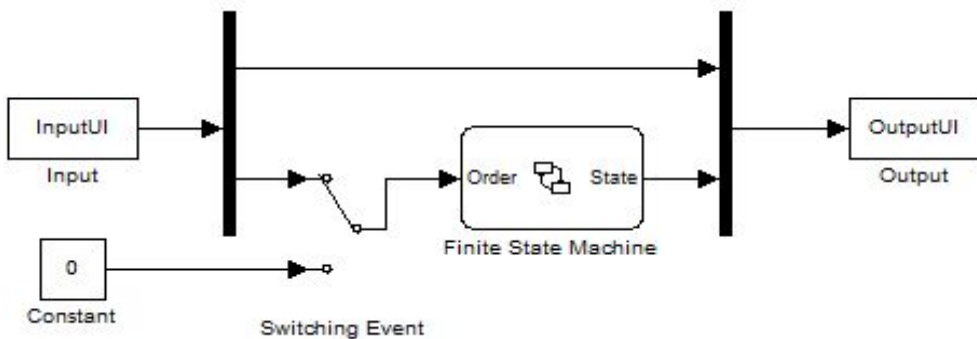 InputUI
Input
0
Constant
Switching Event
Order
State
Finite State Machine
OutputUI
Output